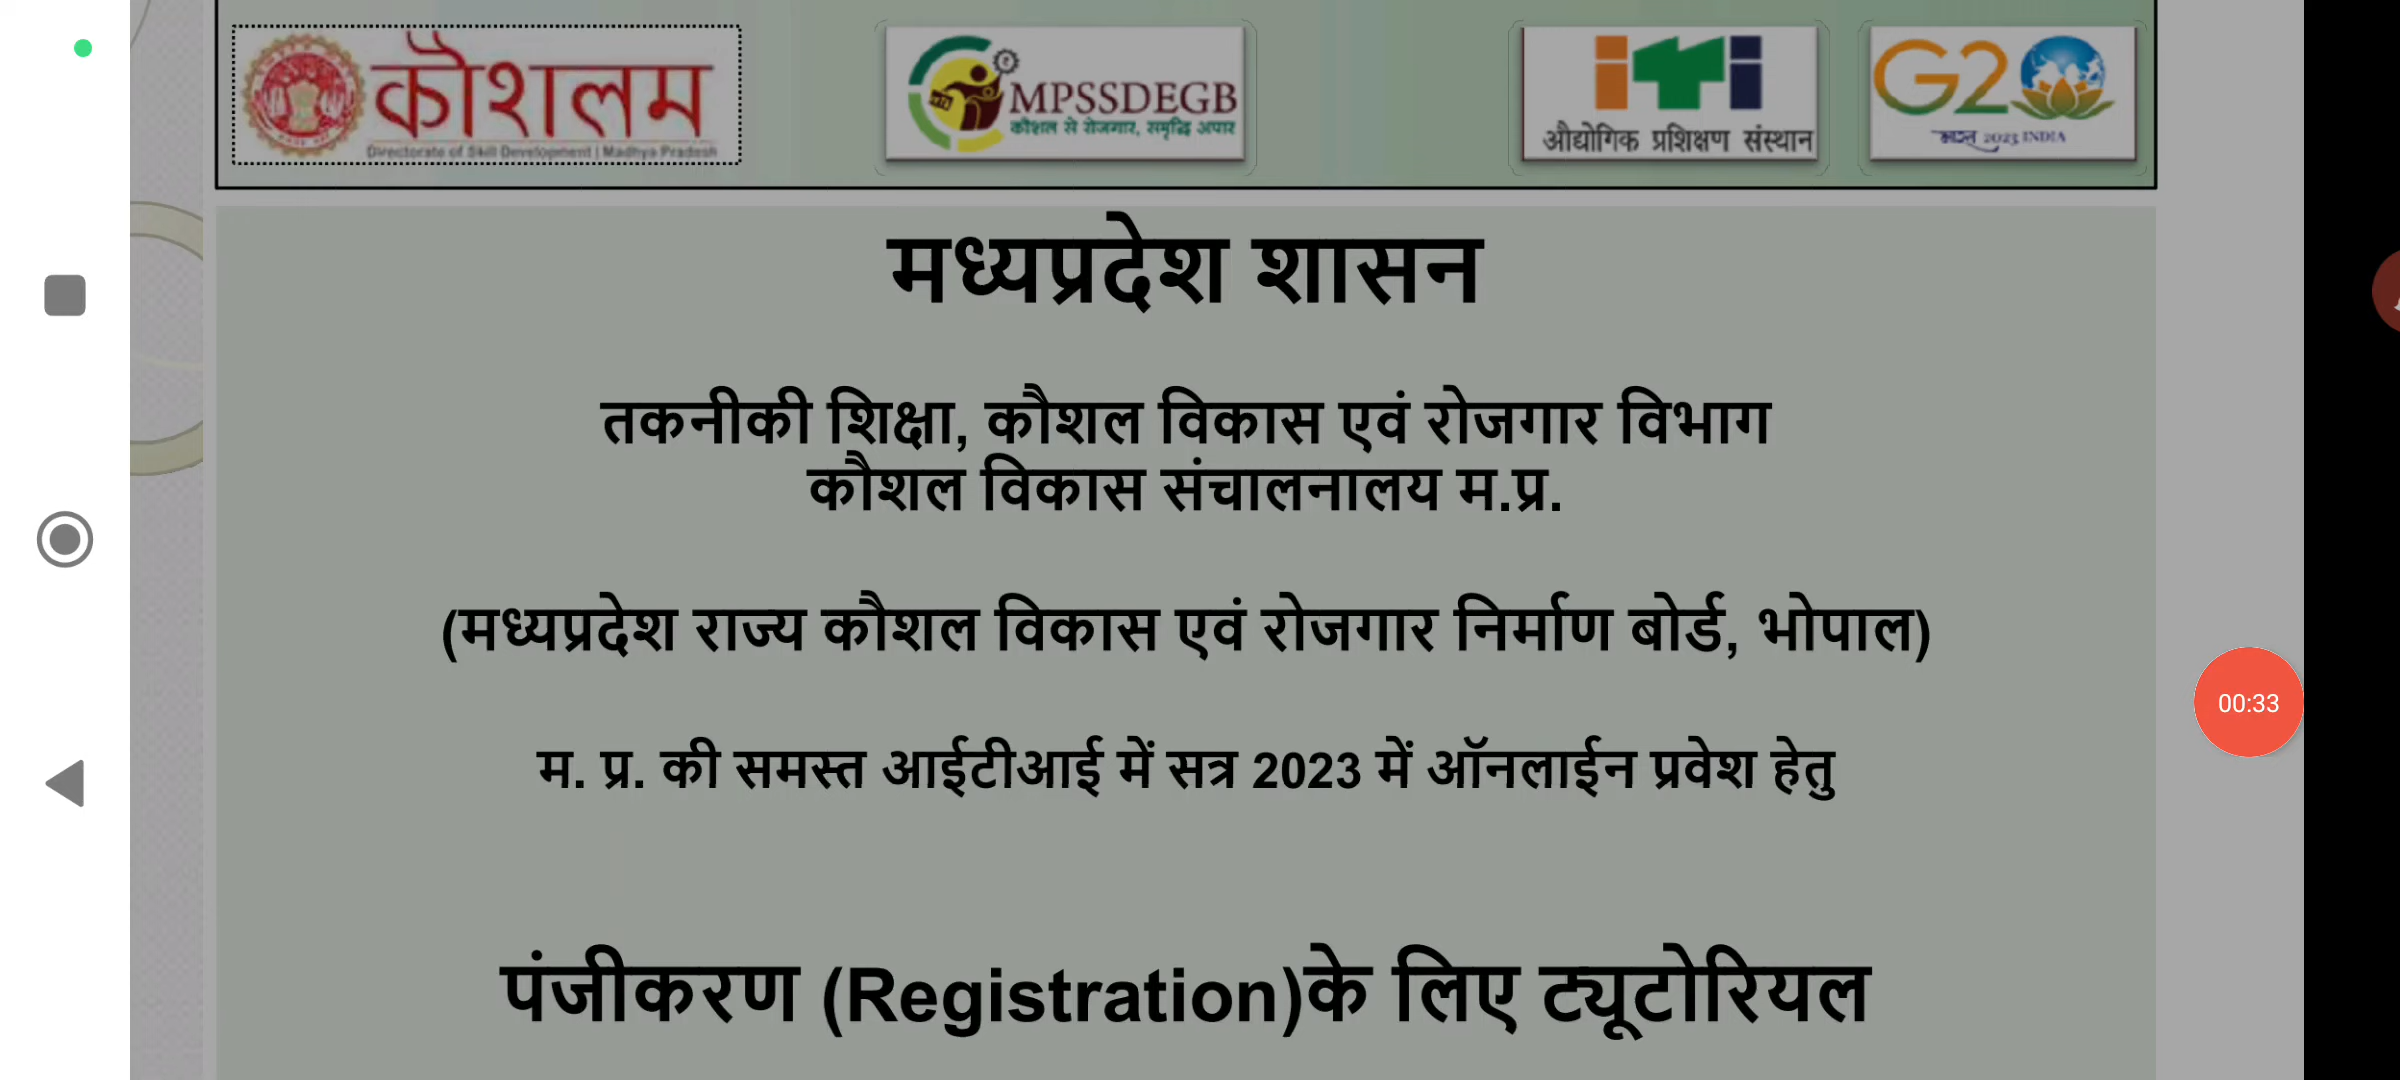 कौशलम
Directorate of Skill Development | Madhya Pradesh
MPSSDEGB
कौशल से रोजगार, समृद्धि अपार
iTi
औद्योगिक प्रशिक्षण संस्थान
G20
भारत 2023 INDIA
मध्यप्रदेश शासन
तकनीकी शिक्षा, कौशल विकास एवं रोजगार विभाग
कौशल विकास संचालनालय म.प्र.
(मध्यप्रदेश राज्य कौशल विकास एवं रोजगार निर्माण बोर्ड, भोपाल)
00:33
म. प्र. की समस्त आईटीआई में सत्र 2023 में ऑनलाईन प्रवेश हेतु
पंजीकरण (Registration)के लिए ट्यूटोरियल